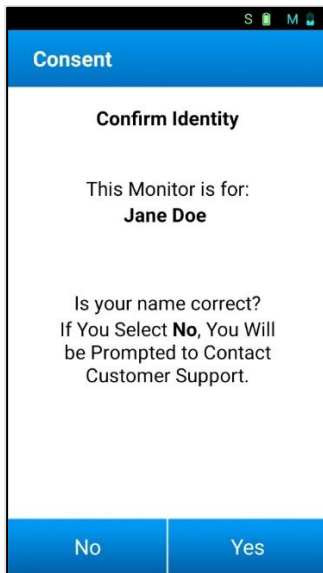 S M
Consent
Confirm Identity
This Monitor is for:
Jane Doe
Is your name correct?
If You Select No, You Will
be Prompted to Contact
Customer Support.
No Yes